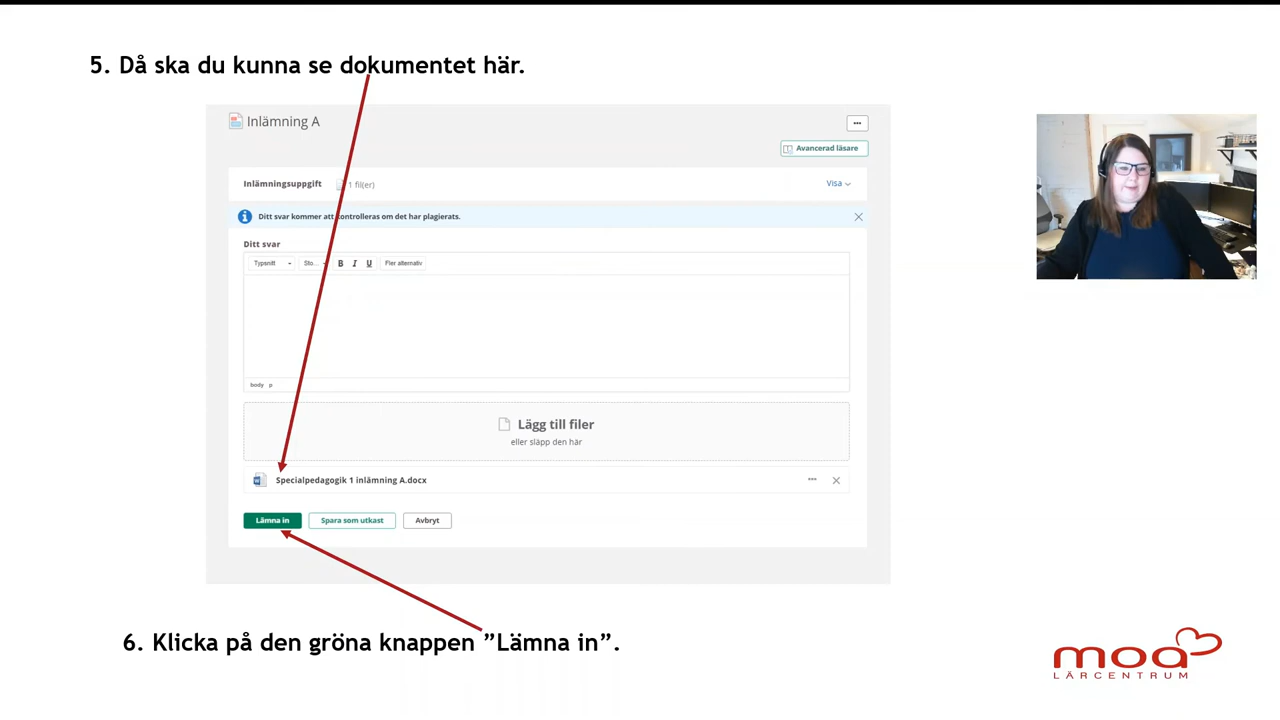 5. Då ska du kunna se dokumentet här.
Inlämning A
•••
Avancerad läsare
Inlämningsuppgift 1 fil(er) Visa
Ditt svar kommer att kontrolleras om det har plagierats.
Ditt svar
Typsnitt Sto... B I U Fler alternativ
body p
Lägg till filer
eller släpp den här
Specialpedagogik 1 inlämning A.docx
Lämna in Spara som utkast Avbryt
6. Klicka på den gröna knappen ”Lämna in”.
moa
LÄRCENTRUM